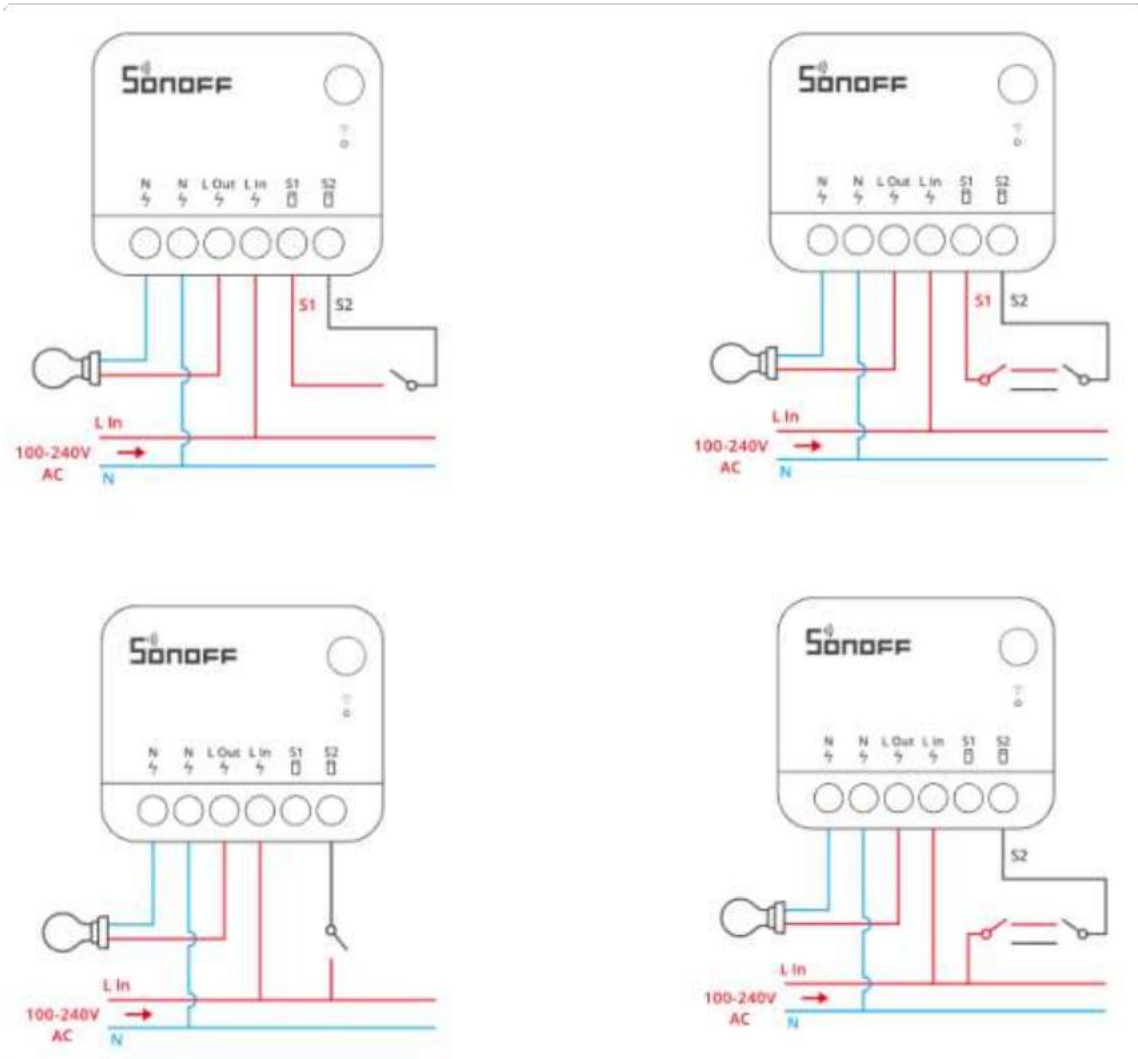 SONOFF
N N L Out L In S1 S2
S1 S2
L In
100-240V
AC
N
SONOFF
N N L Out L In S1 S2
S1 S2
L In
100-240V
AC
N
SONOFF
N N L Out L In S1 S2
L In
100-240V
AC
N
SONOFF
N N L Out L In S1 S2
S2
L In
100-240V
AC
N